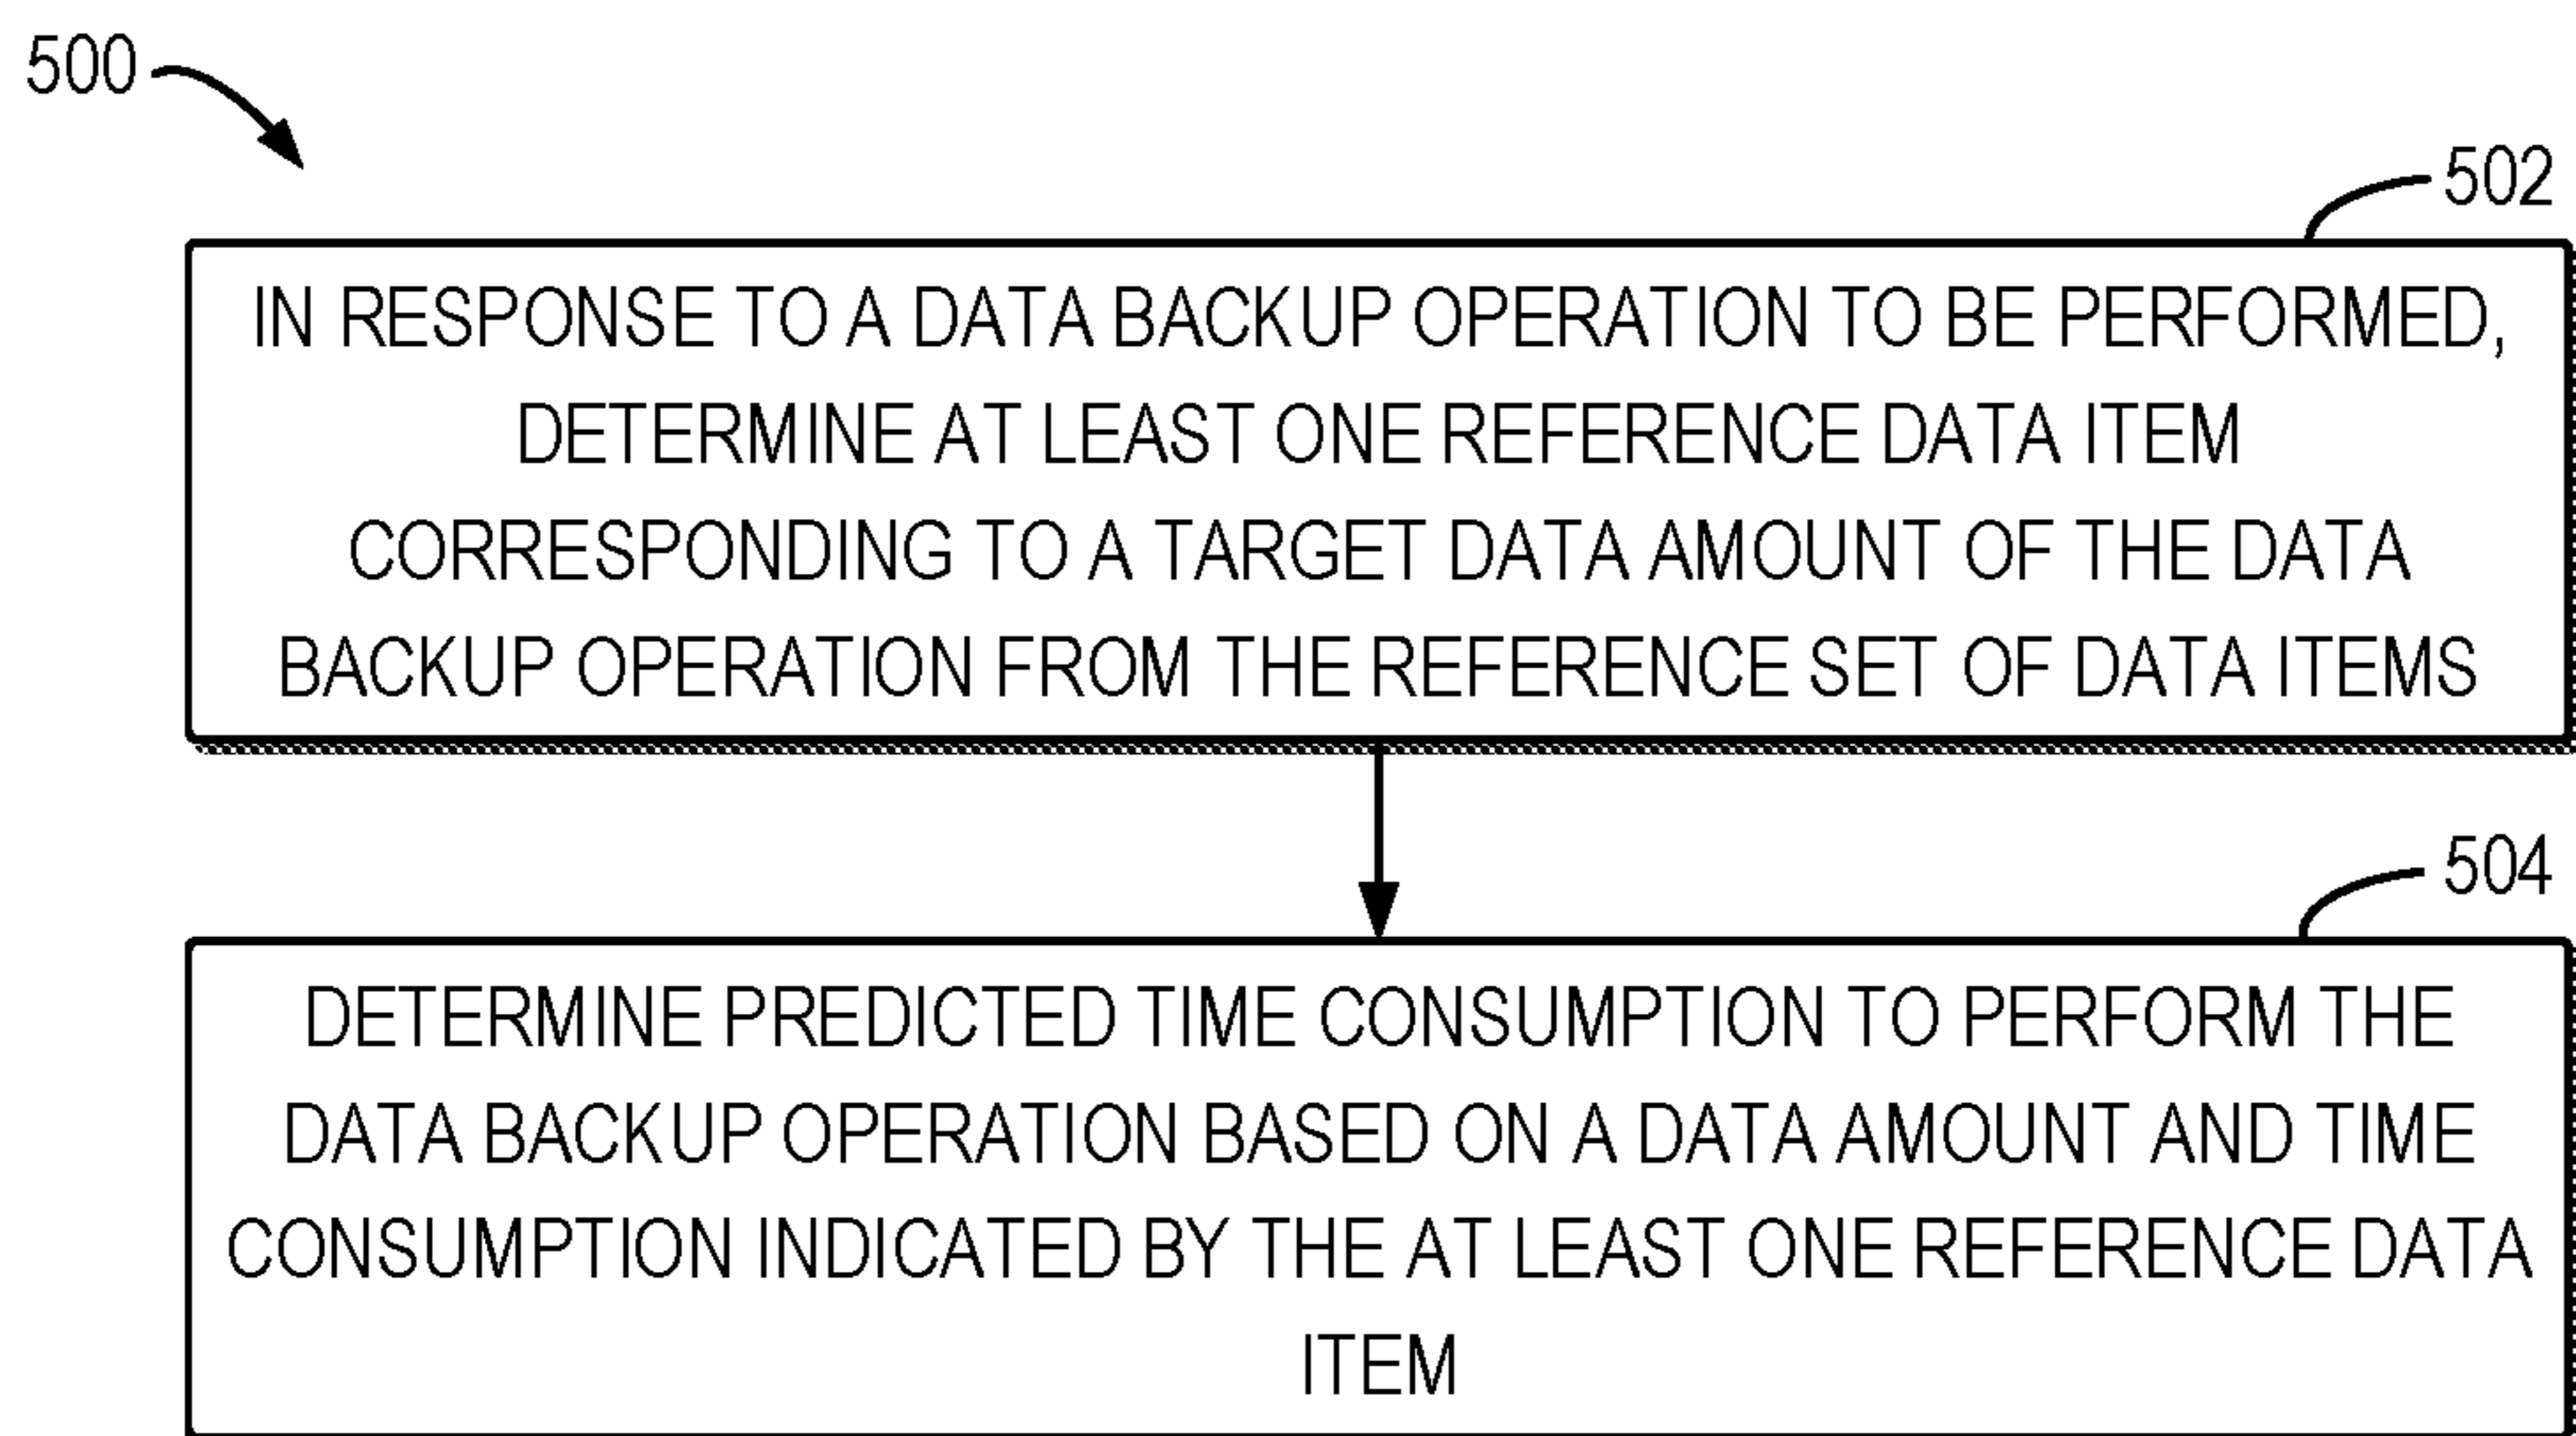 500
502
IN RESPONSE TO A DATA BACKUP OPERATION TO BE PERFORMED,
DETERMINE AT LEAST ONE REFERENCE DATA ITEM
CORRESPONDING TO A TARGET DATA AMOUNT OF THE DATA
BACKUP OPERATION FROM THE REFERENCE SET OF DATA ITEMS
504
DETERMINE PREDICTED TIME CONSUMPTION TO PERFORM THE
DATA BACKUP OPERATION BASED ON A DATA AMOUNT AND TIME
CONSUMPTION INDICATED BY THE AT LEAST ONE REFERENCE DATA
ITEM